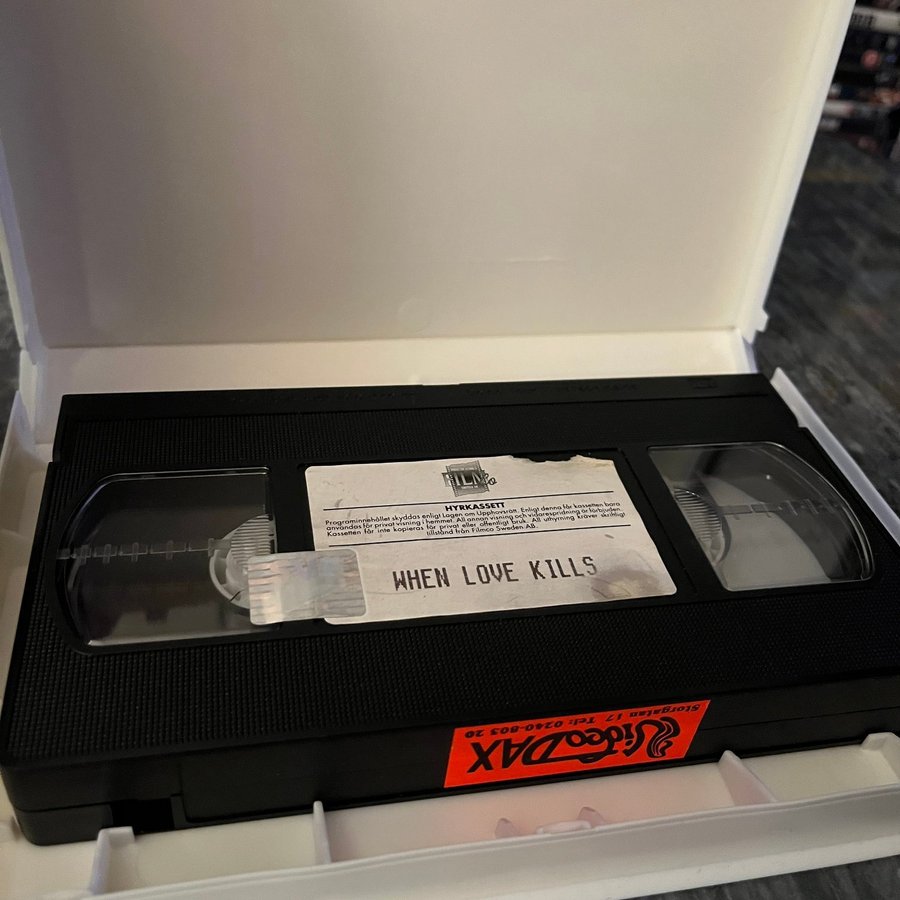 FILMCo
HYRKASSETT
Programinnehållet skyddas enligt Lagen om Upphovsrätt. Enligt denna får kassetten bara
användas för privat visning i hemmet. All annan visning och vidarespridning är förbjuden.
Kassetten får inte kopieras för privat eller offentligt bruk. All uthyrning kräver skriftligt
tillstånd från Filmco Sweden AB.
WHEN LOVE KILLS
VideoDAX
Storgatan 17 Tel: 0240-803 20